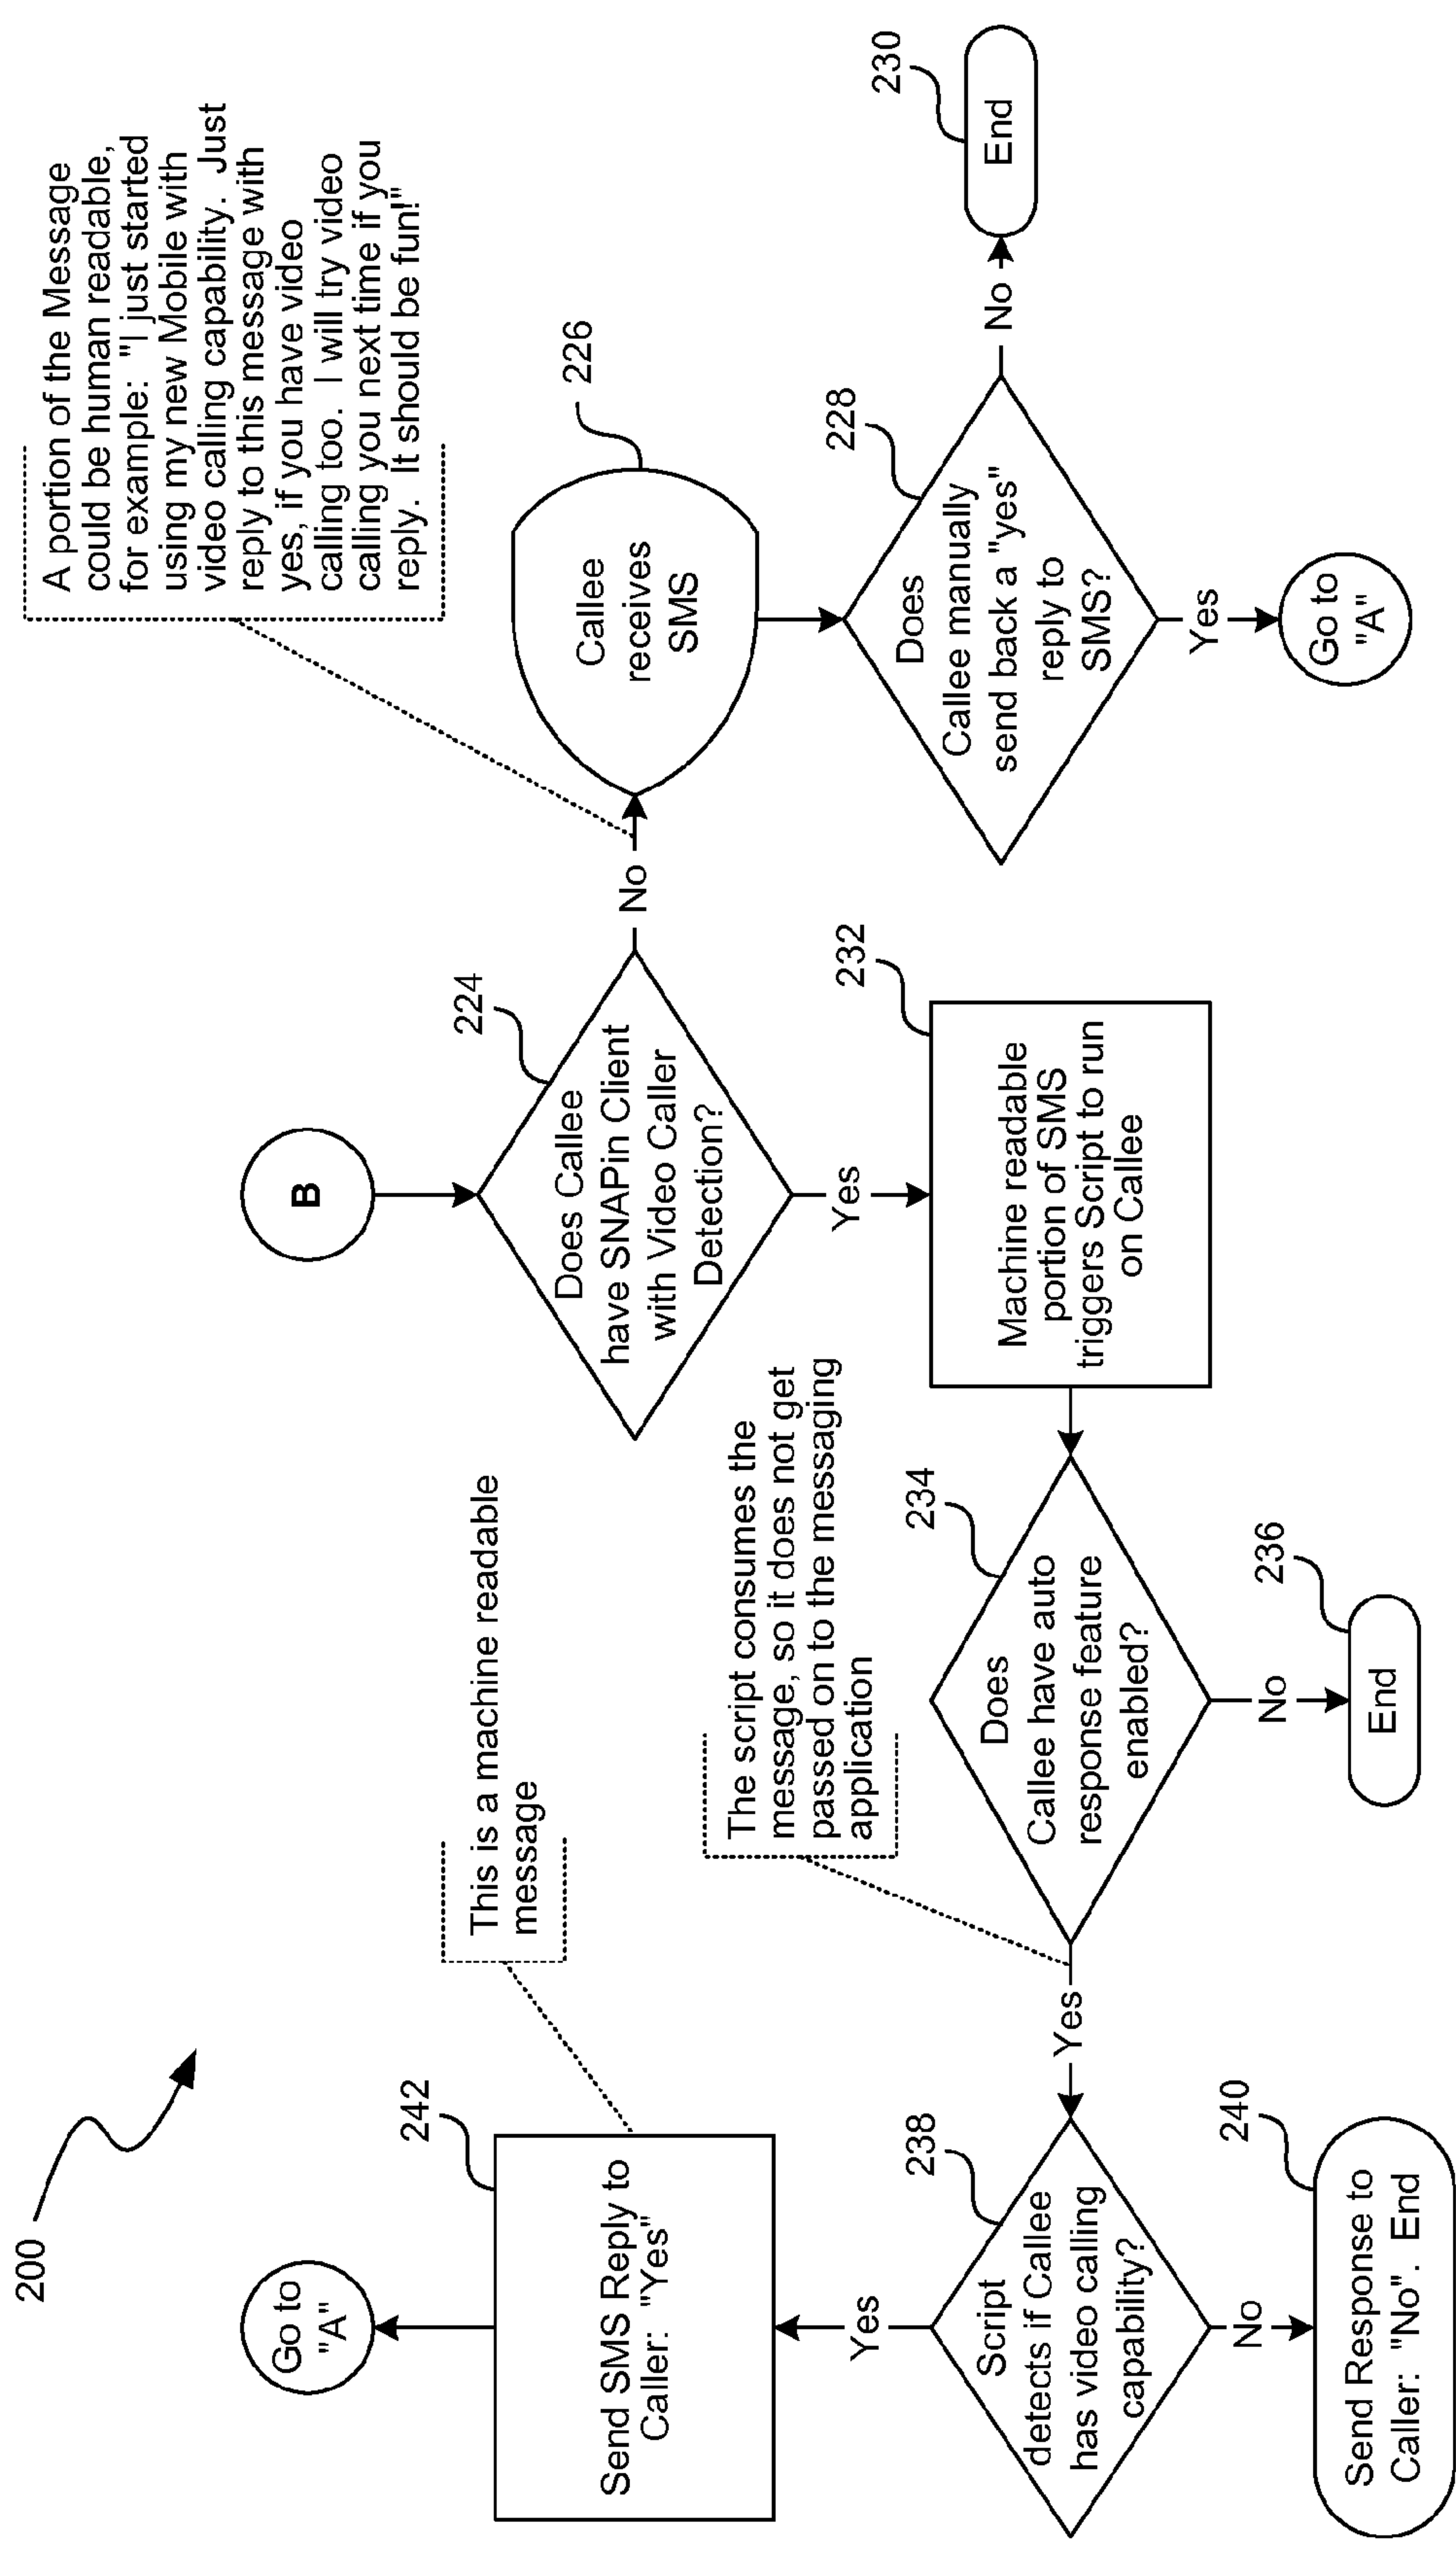 200
Go to
"A"
242
Send SMS Reply to
Caller:  "Yes"
This is a machine readable
message
B
224
Does Callee
have SNAPin Client
with Video Caller
Detection?
No
A portion of the Message
could be human readable,
for example:  "I just started
using my new Mobile with
video calling capability.  Just
reply to this message with
yes, if you have video
calling too.  I will try video
calling you next time if you
reply.  It should be fun!"
226
Callee
receives
SMS
Yes
238
Script
detects if Callee
has video calling
capability?
Yes
The script consumes the
message, so it does not get
passed on to the messaging
application
234
Does
Callee have auto
response feature
enabled?
Yes
232
Machine readable
portion of SMS
triggers Script to run
on Callee
228
Does
Callee manually
send back a "yes"
reply to
SMS?
No
230
End
No
240
Send Response to
Caller:  "No".  End
No
236
End
Yes
Go to
"A"